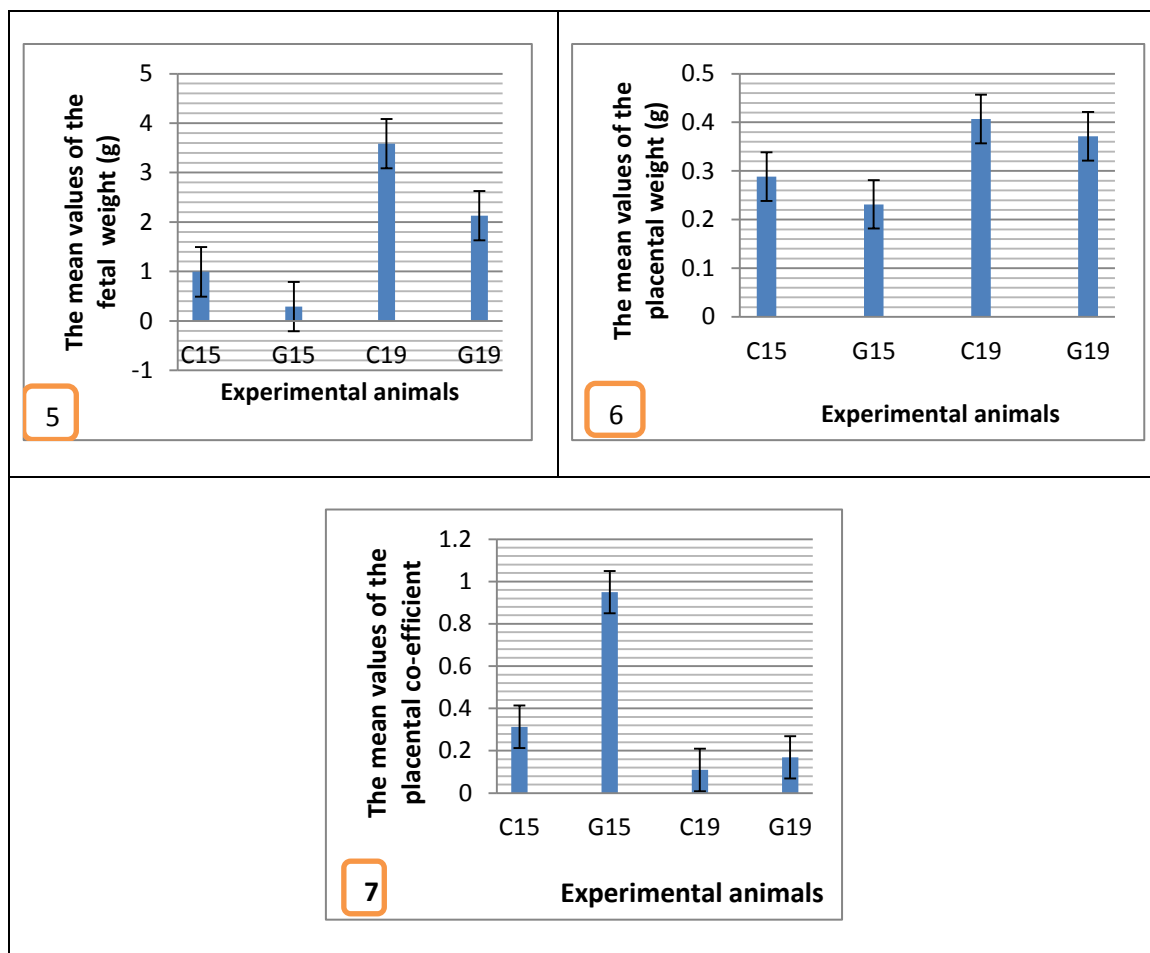 The mean values of the
fetal weight (g)
5
4
3
2
1
0
-1
C15 G15 C19 G19
Experimental animals
5
The mean values of the
placental weight (g)
0.5
0.4
0.3
0.2
0.1
0
C15 G15 C19 G19
Experimental animals
6
The mean values of the
placental co-efficient
1.2
1
0.8
0.6
0.4
0.2
0
C15 G15 C19 G19
Experimental animals
7